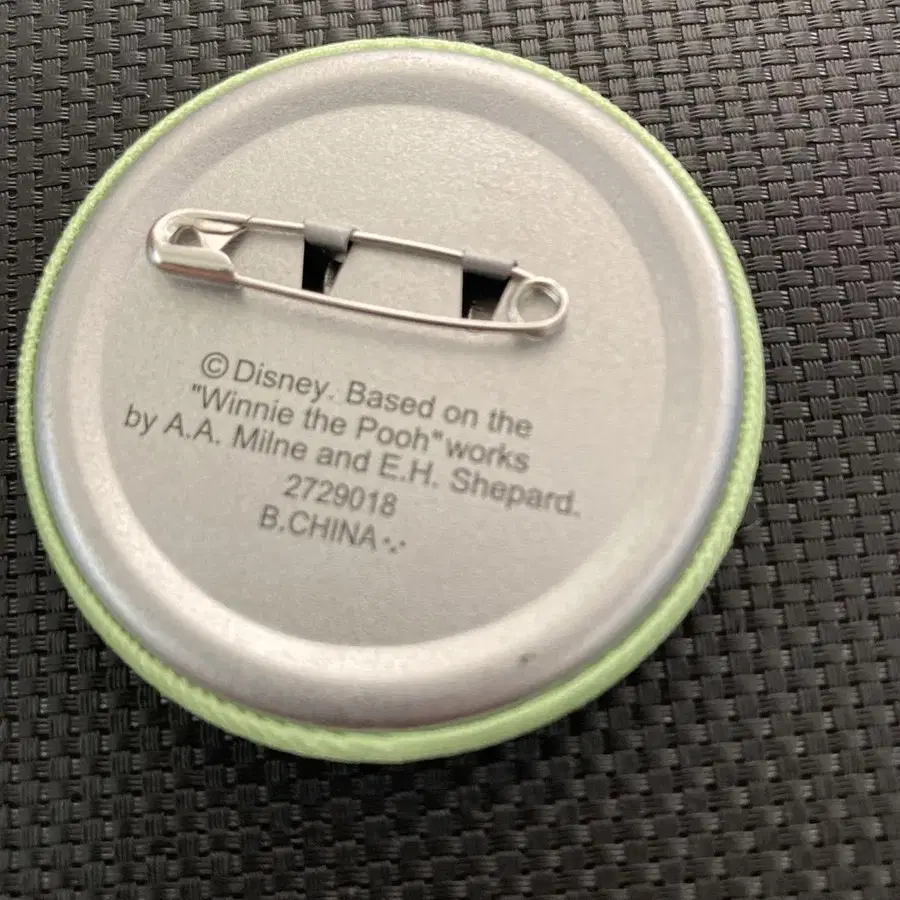 ©Disney. Based on the
"Winnie the Pooh"works
by A.A. Milne and E.H. Shepard.
2729018
B.CHINA